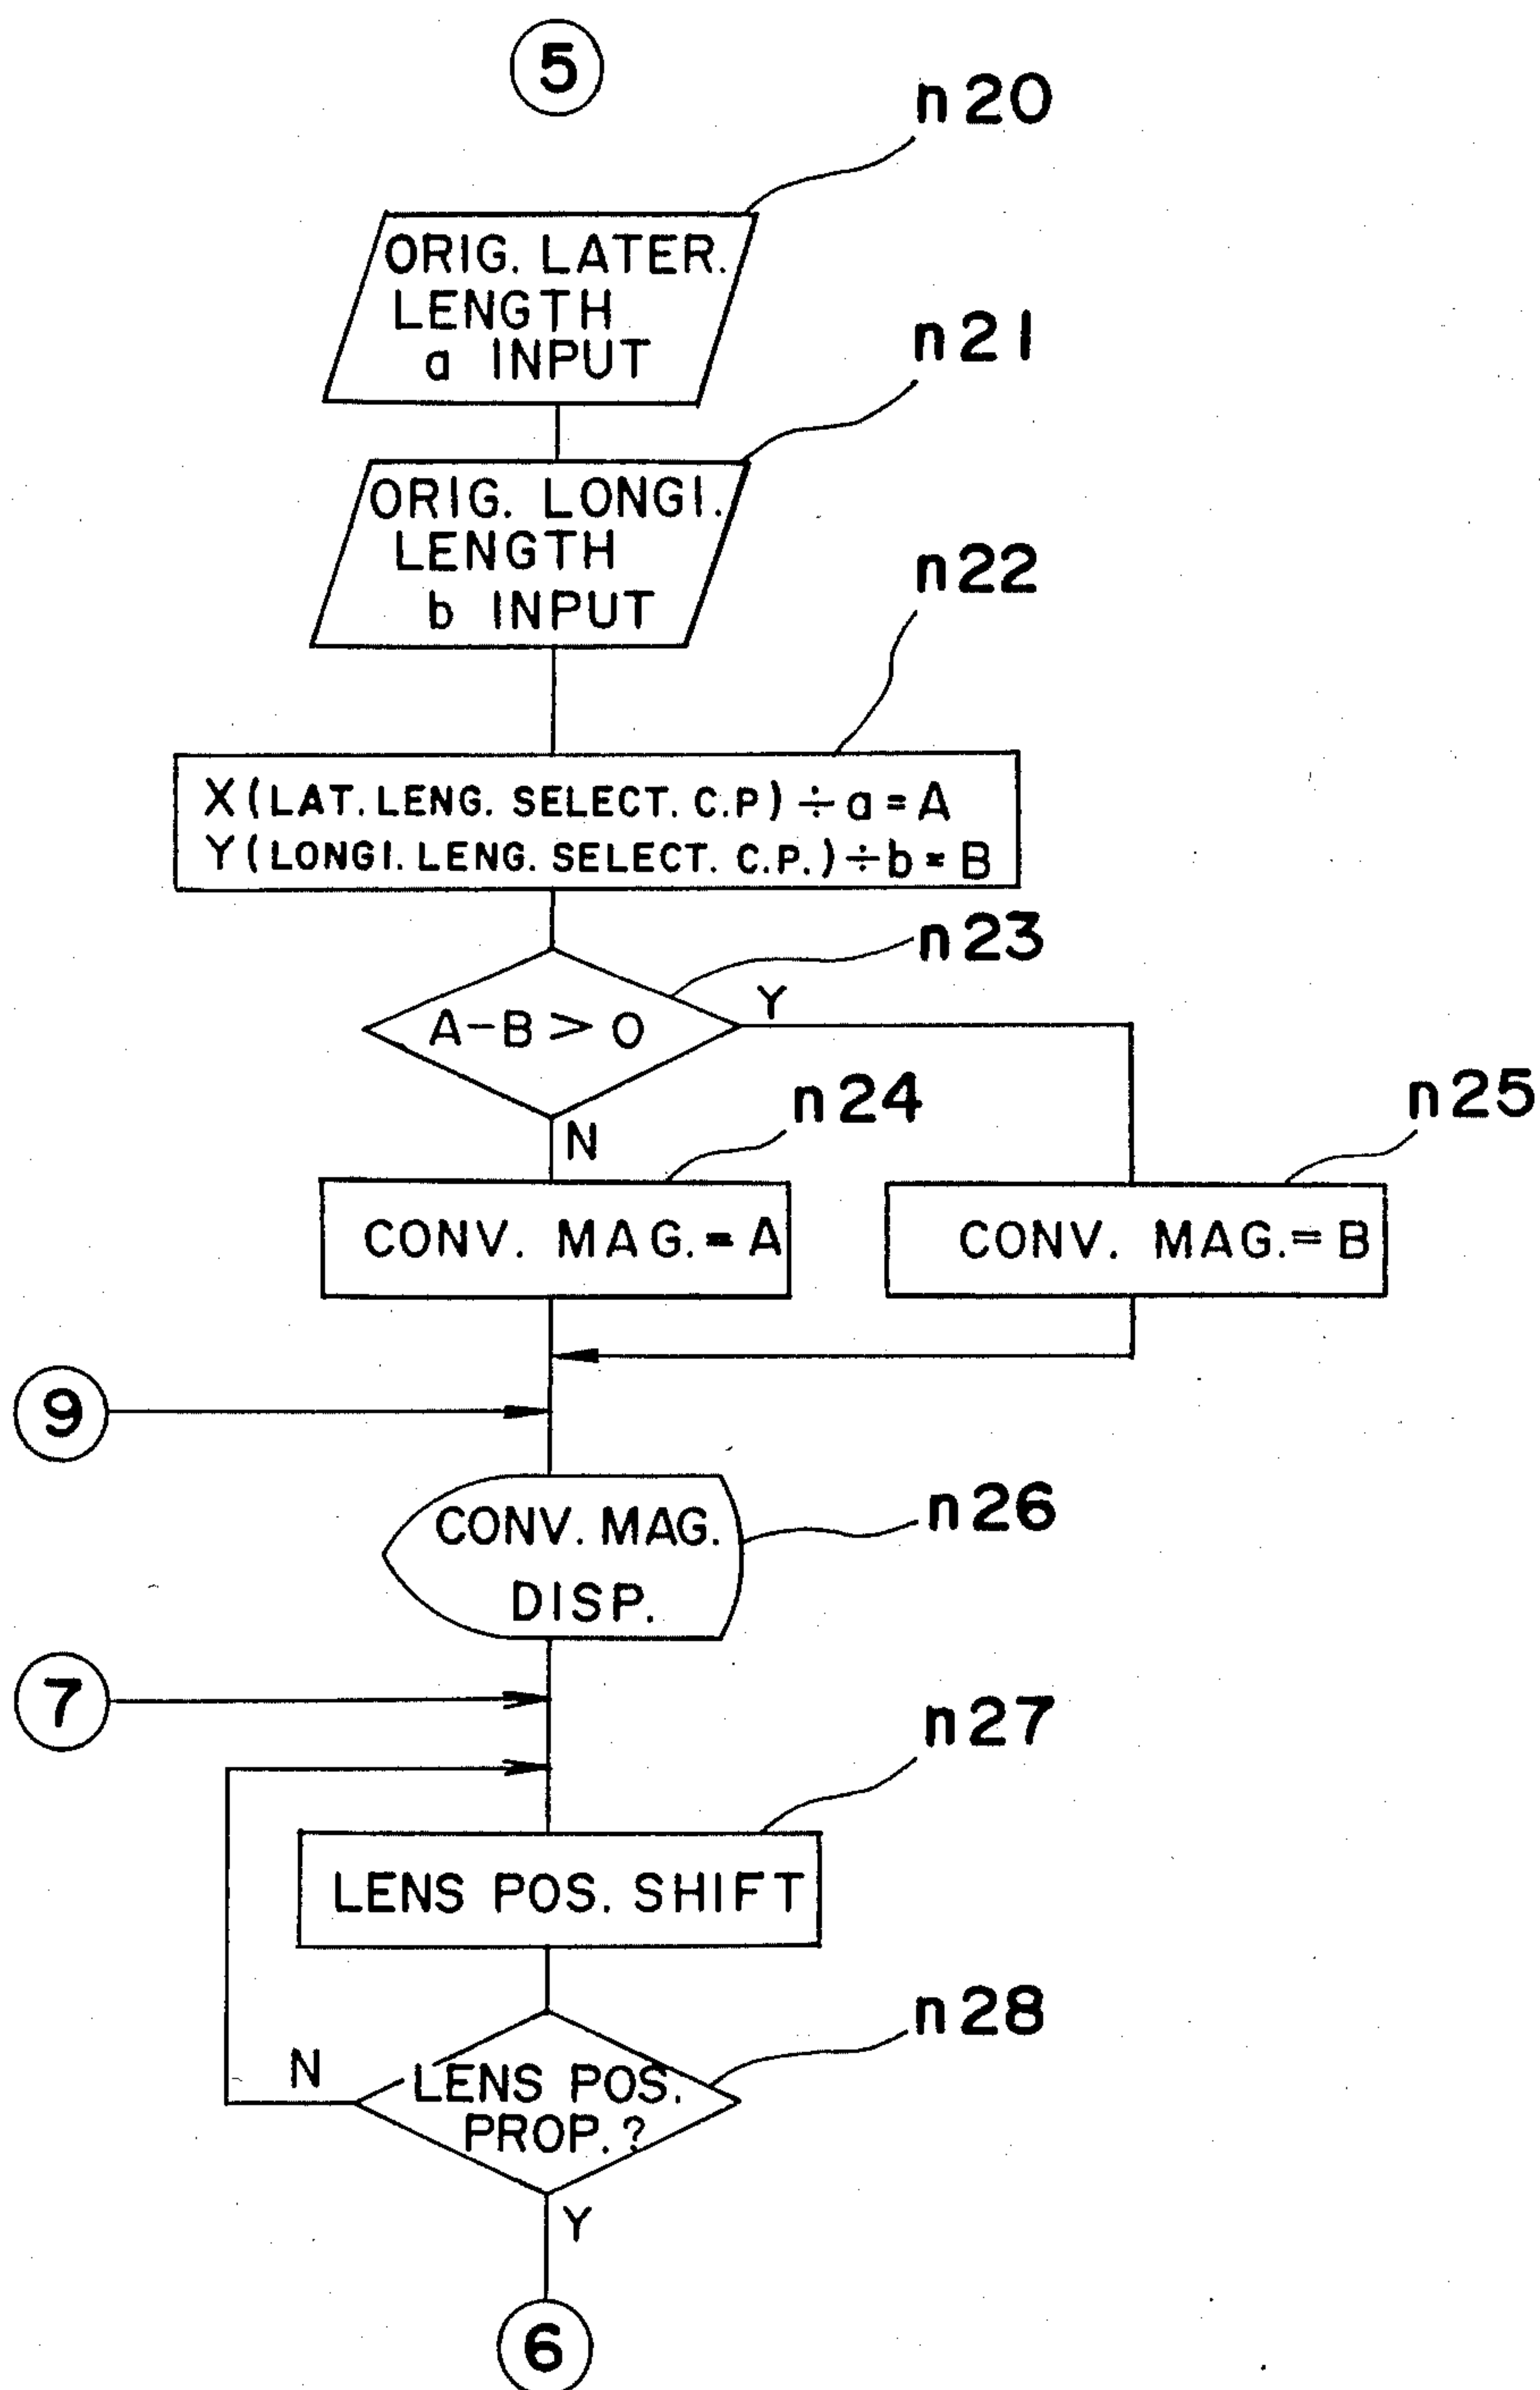 5
n20
ORIG. LATER.
LENGTH
a INPUT
n21
ORIG. LONGI.
LENGTH
b INPUT
n22
X (LAT. LENG. SELECT. C.P) ÷ a = A
Y (LONGI. LENG. SELECT. C.P.) ÷ b = B
n23
A-B > 0
Y
N
n24
n25
CONV. MAG. = A
CONV. MAG. = B
9
CONV. MAG.
DISP.
n26
7
n27
LENS POS. SHIFT
n28
N
LENS POS.
PROP.?
Y
6